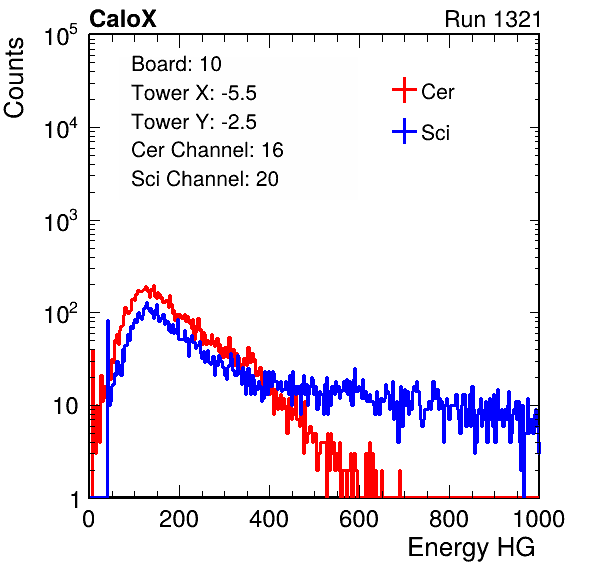 CaloX Run 1321
Counts
10^5
10^4
10^3
10^2
10
1
Board: 10
Tower X: -5.5
Tower Y: -2.5
Cer Channel: 16
Sci Channel: 20
Cer
Sci
0 200 400 600 800 1000
Energy HG